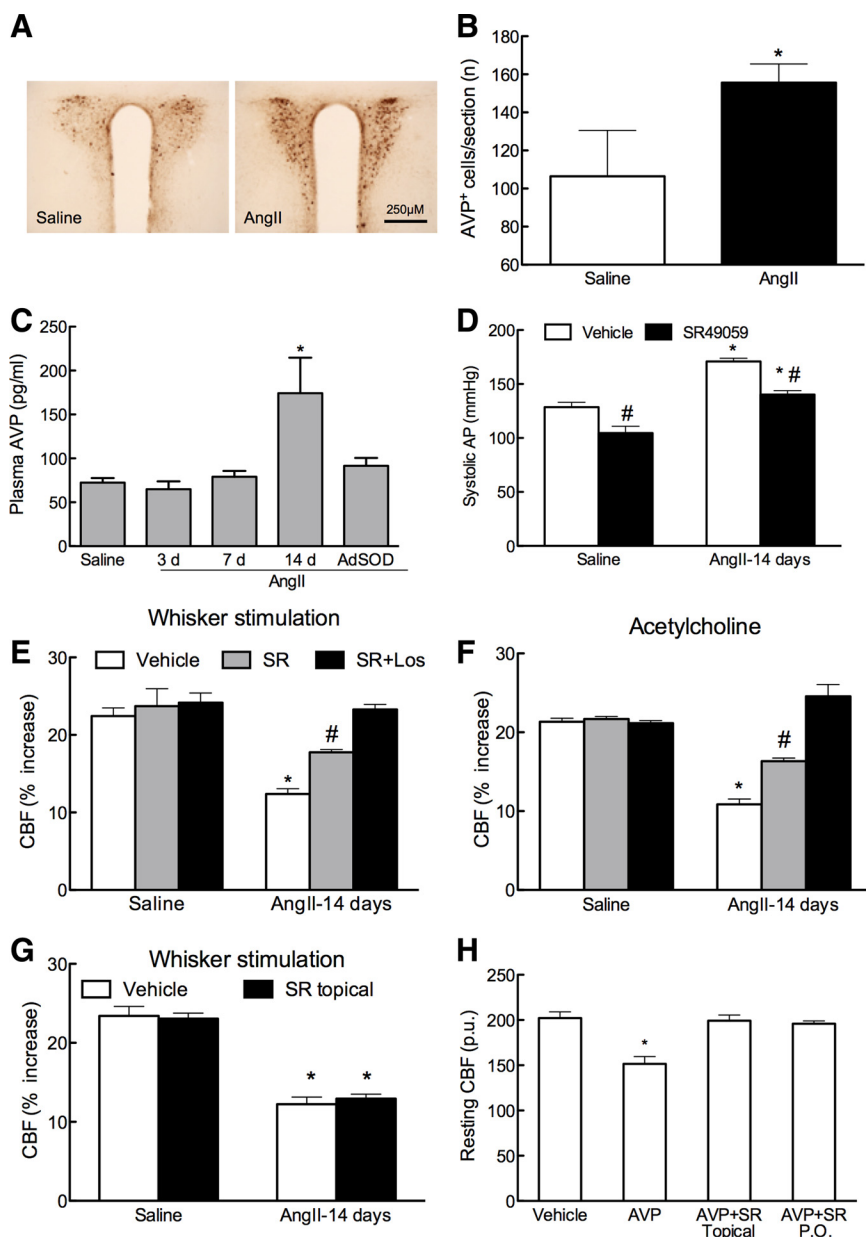 A
Saline
AngII
250µM
B
AVP+ cells/section (n)
180
160
140
120
100
80
60
*
Saline
AngII
C
Plasma AVP (pg/ml)
250
200
150
100
50
0
*
Saline
3 d
7 d
14 d
AdSOD
AngII
D
Vehicle
SR49059
Systolic AP (mmHg)
200
150
100
50
0
#
*
* #
Saline
AngII-14 days
E
Whisker stimulation
Vehicle
SR
SR+Los
CBF (% increase)
30
20
10
0
*
#
Saline
AngII-14 days
F
Acetylcholine
CBF (% increase)
30
20
10
0
*
#
Saline
AngII-14 days
G
Whisker stimulation
Vehicle
SR topical
CBF (% increase)
30
20
10
0
*
*
Saline
AngII-14 days
H
Resting CBF (p.u.)
250
200
150
100
50
0
*
Vehicle
AVP
AVP+SR
Topical
AVP+SR
P.O.